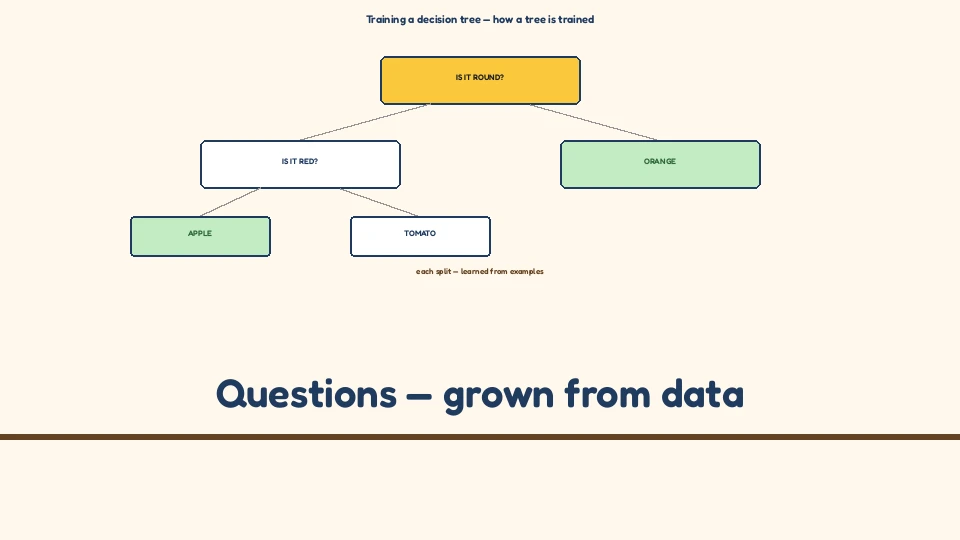 Training a decision tree — how a tree is trained
IS IT ROUND?
IS IT RED?
ORANGE
APPLE
TOMATO
each split — learned from examples
Questions — grown from data